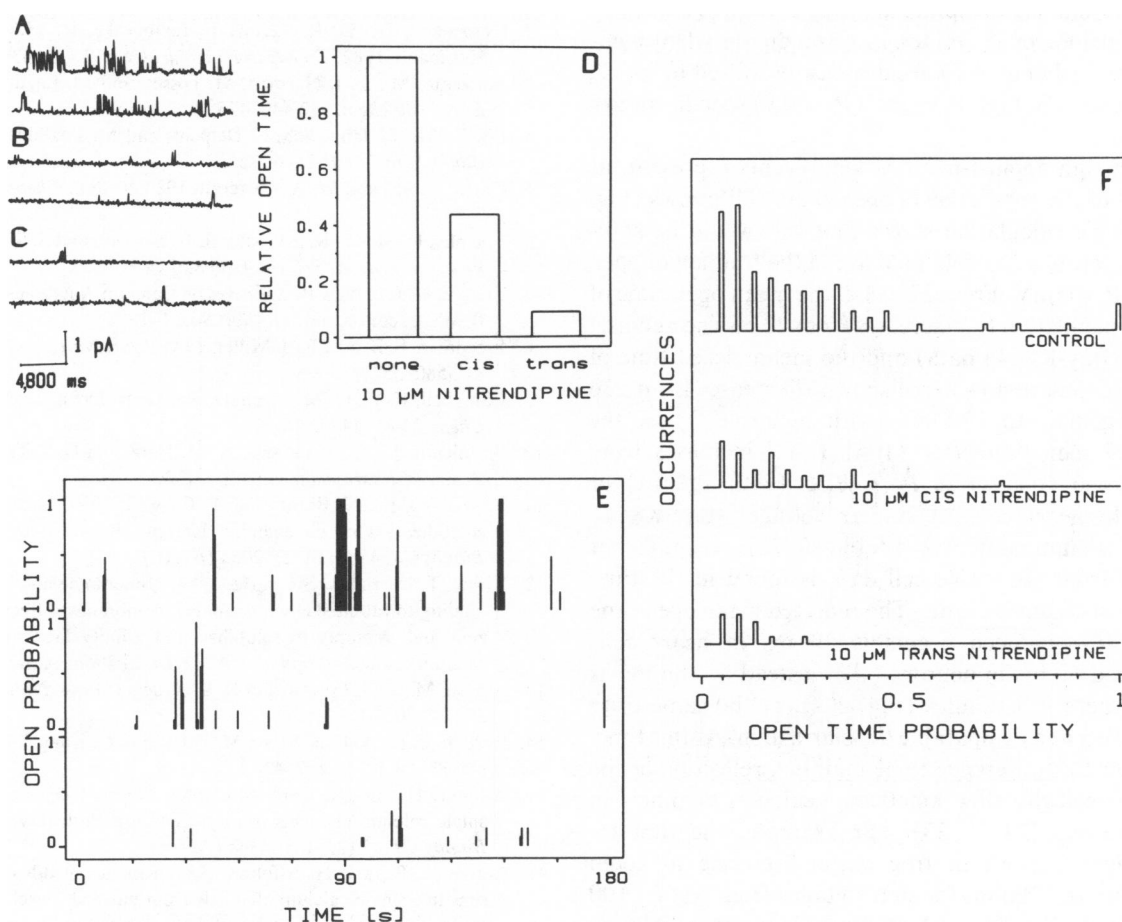 A
B
C
1 pA
4,800 ms
D
RELATIVE OPEN TIME
1
0.8
0.6
0.4
0.2
0
none cis trans
10 µM NITRENDIPINE
E
OPEN PROBABILITY
1
0
1
0
1
0
0 90 180
TIME [s]
F
OCCURRENCES
CONTROL
10 µM CIS NITRENDIPINE
10 µM TRANS NITRENDIPINE
0 0.5 1
OPEN TIME PROBABILITY